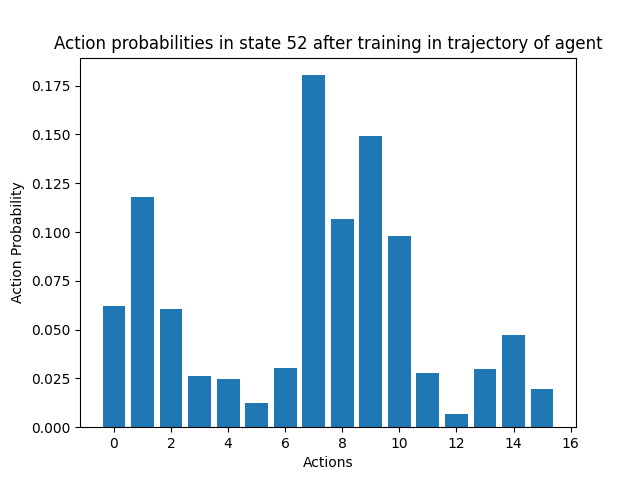 Action probabilities in state 52 after training in trajectory of agent
0.175
0.150
0.125
0.100
0.075
0.050
0.025
0.000
Action Probability
0 2 4 6 8 10 12 14 16
Actions